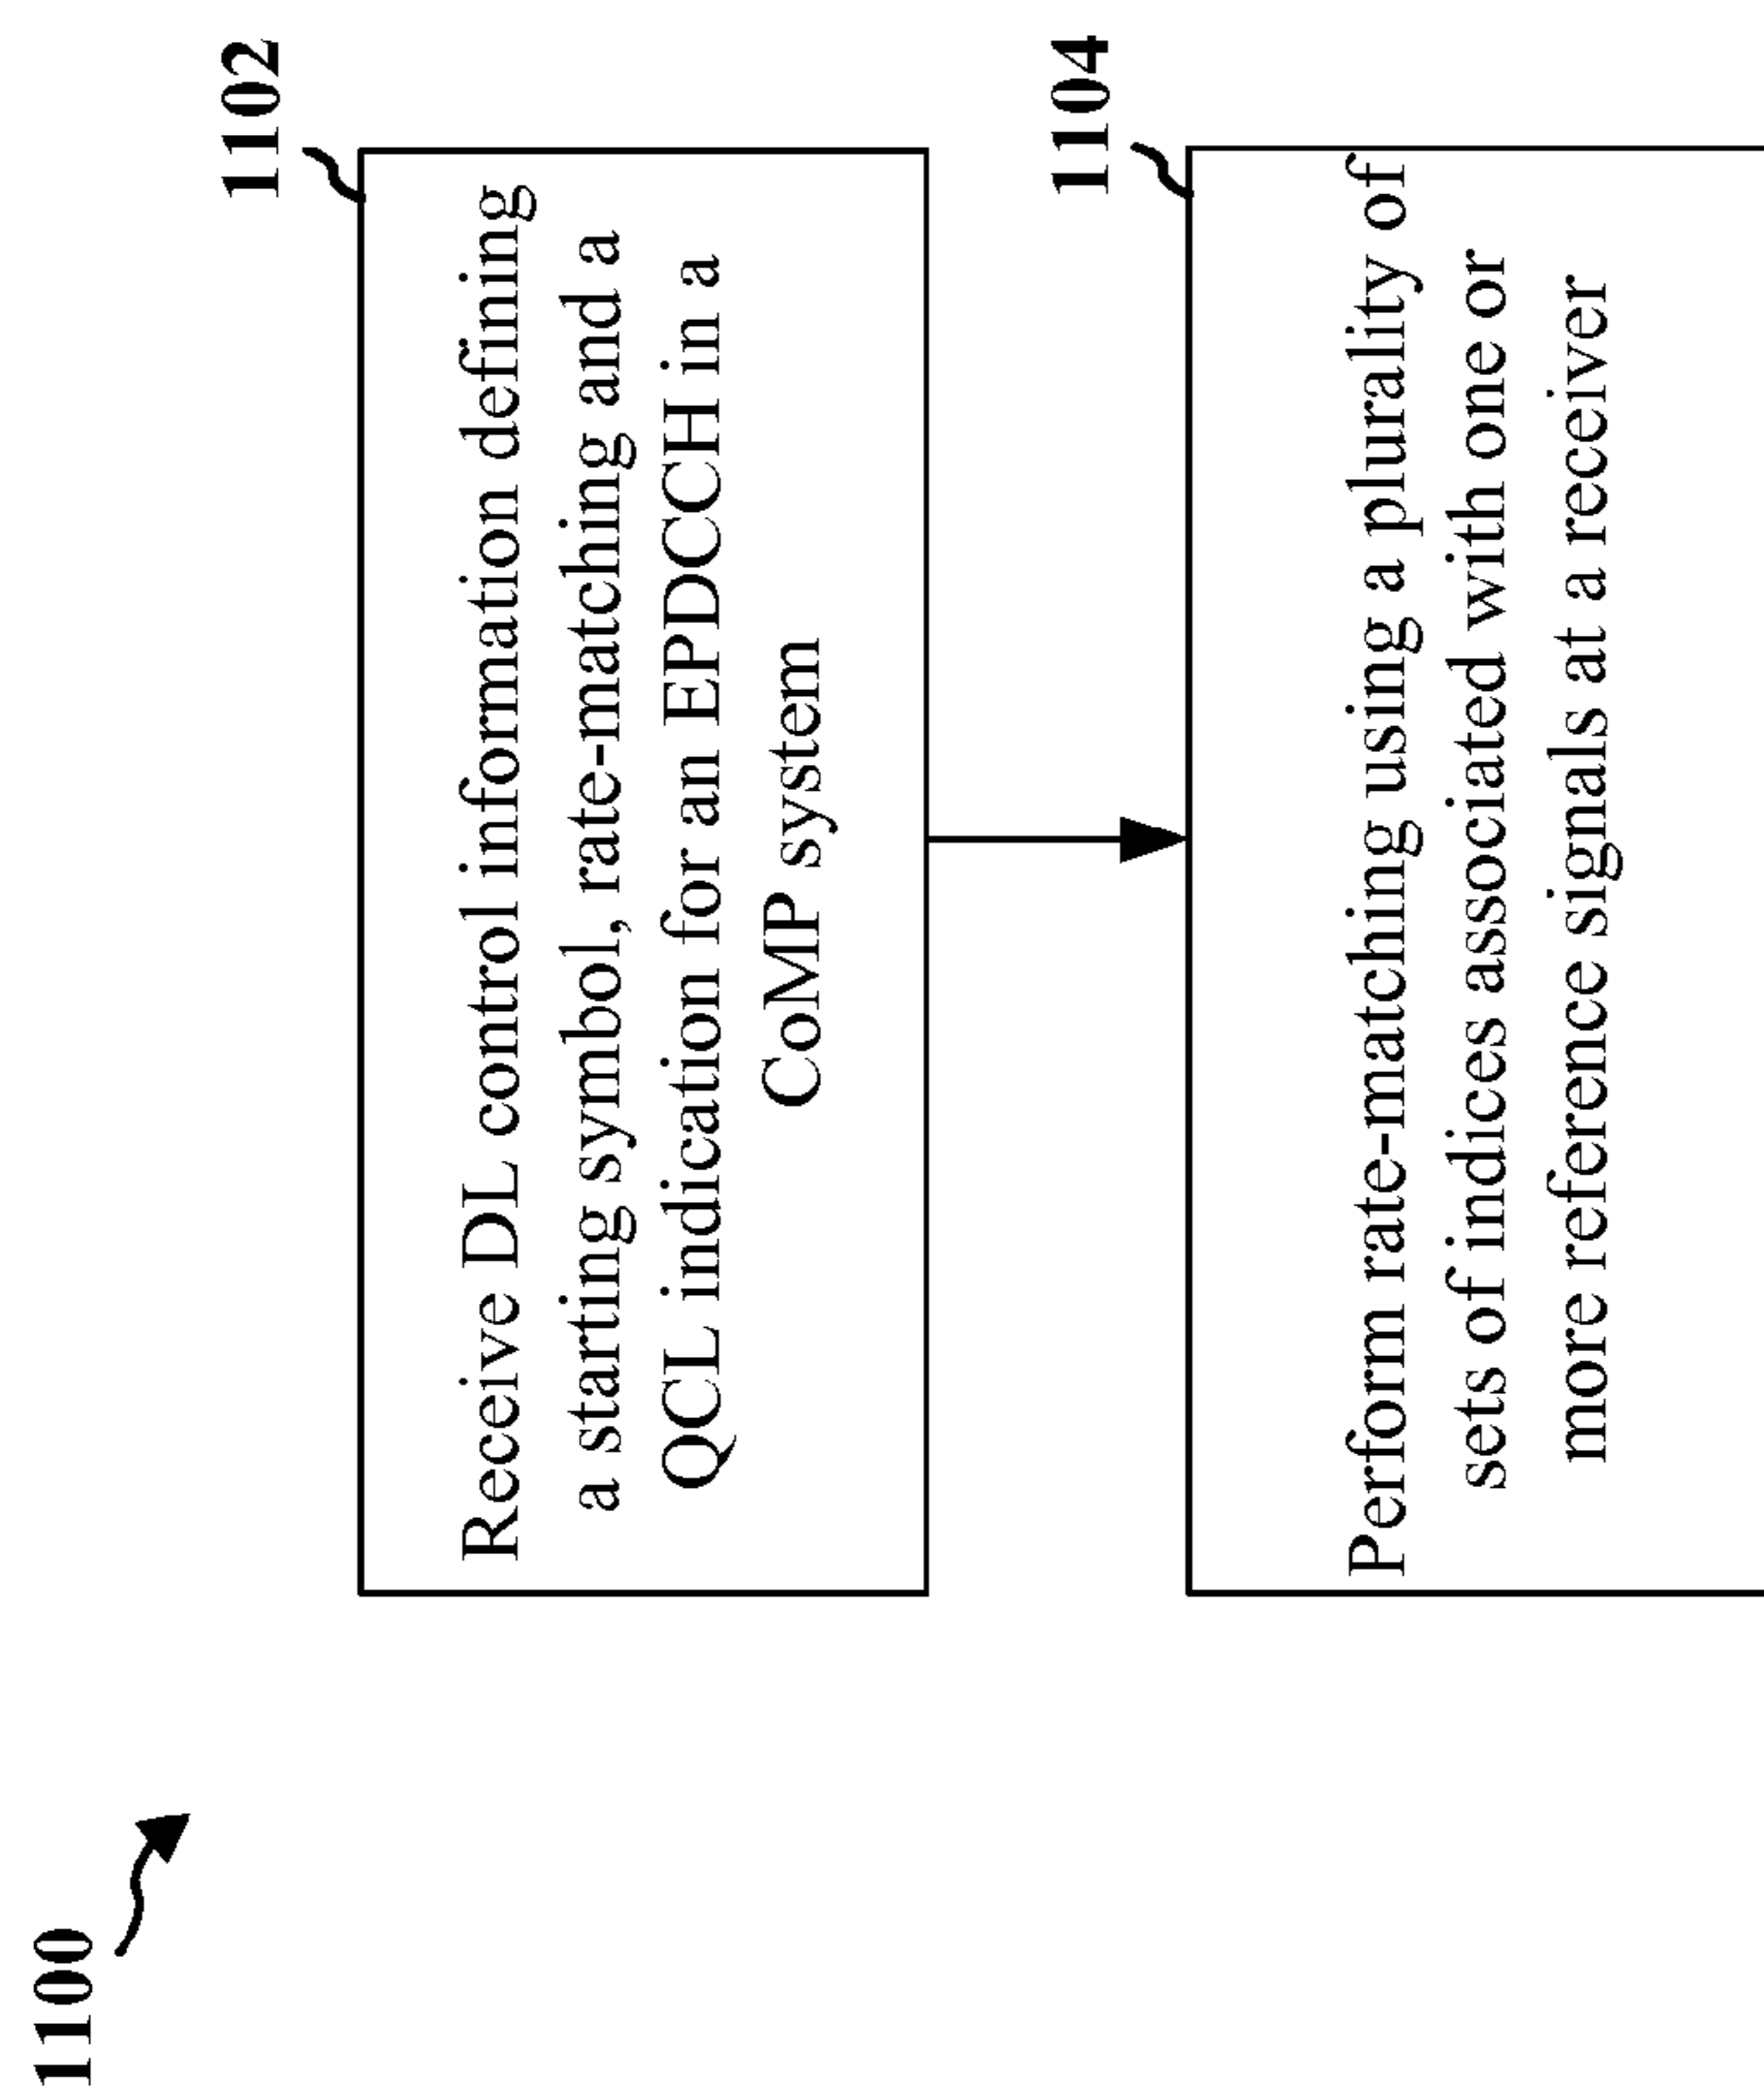 1100
1102
Receive DL control information defining
a starting symbol, rate-matching and a
QCL indication for an EPDCCH in a
CoMP system
1104
Perform rate-matching using a plurality of
sets of indices associated with one or
more reference signals at a receiver